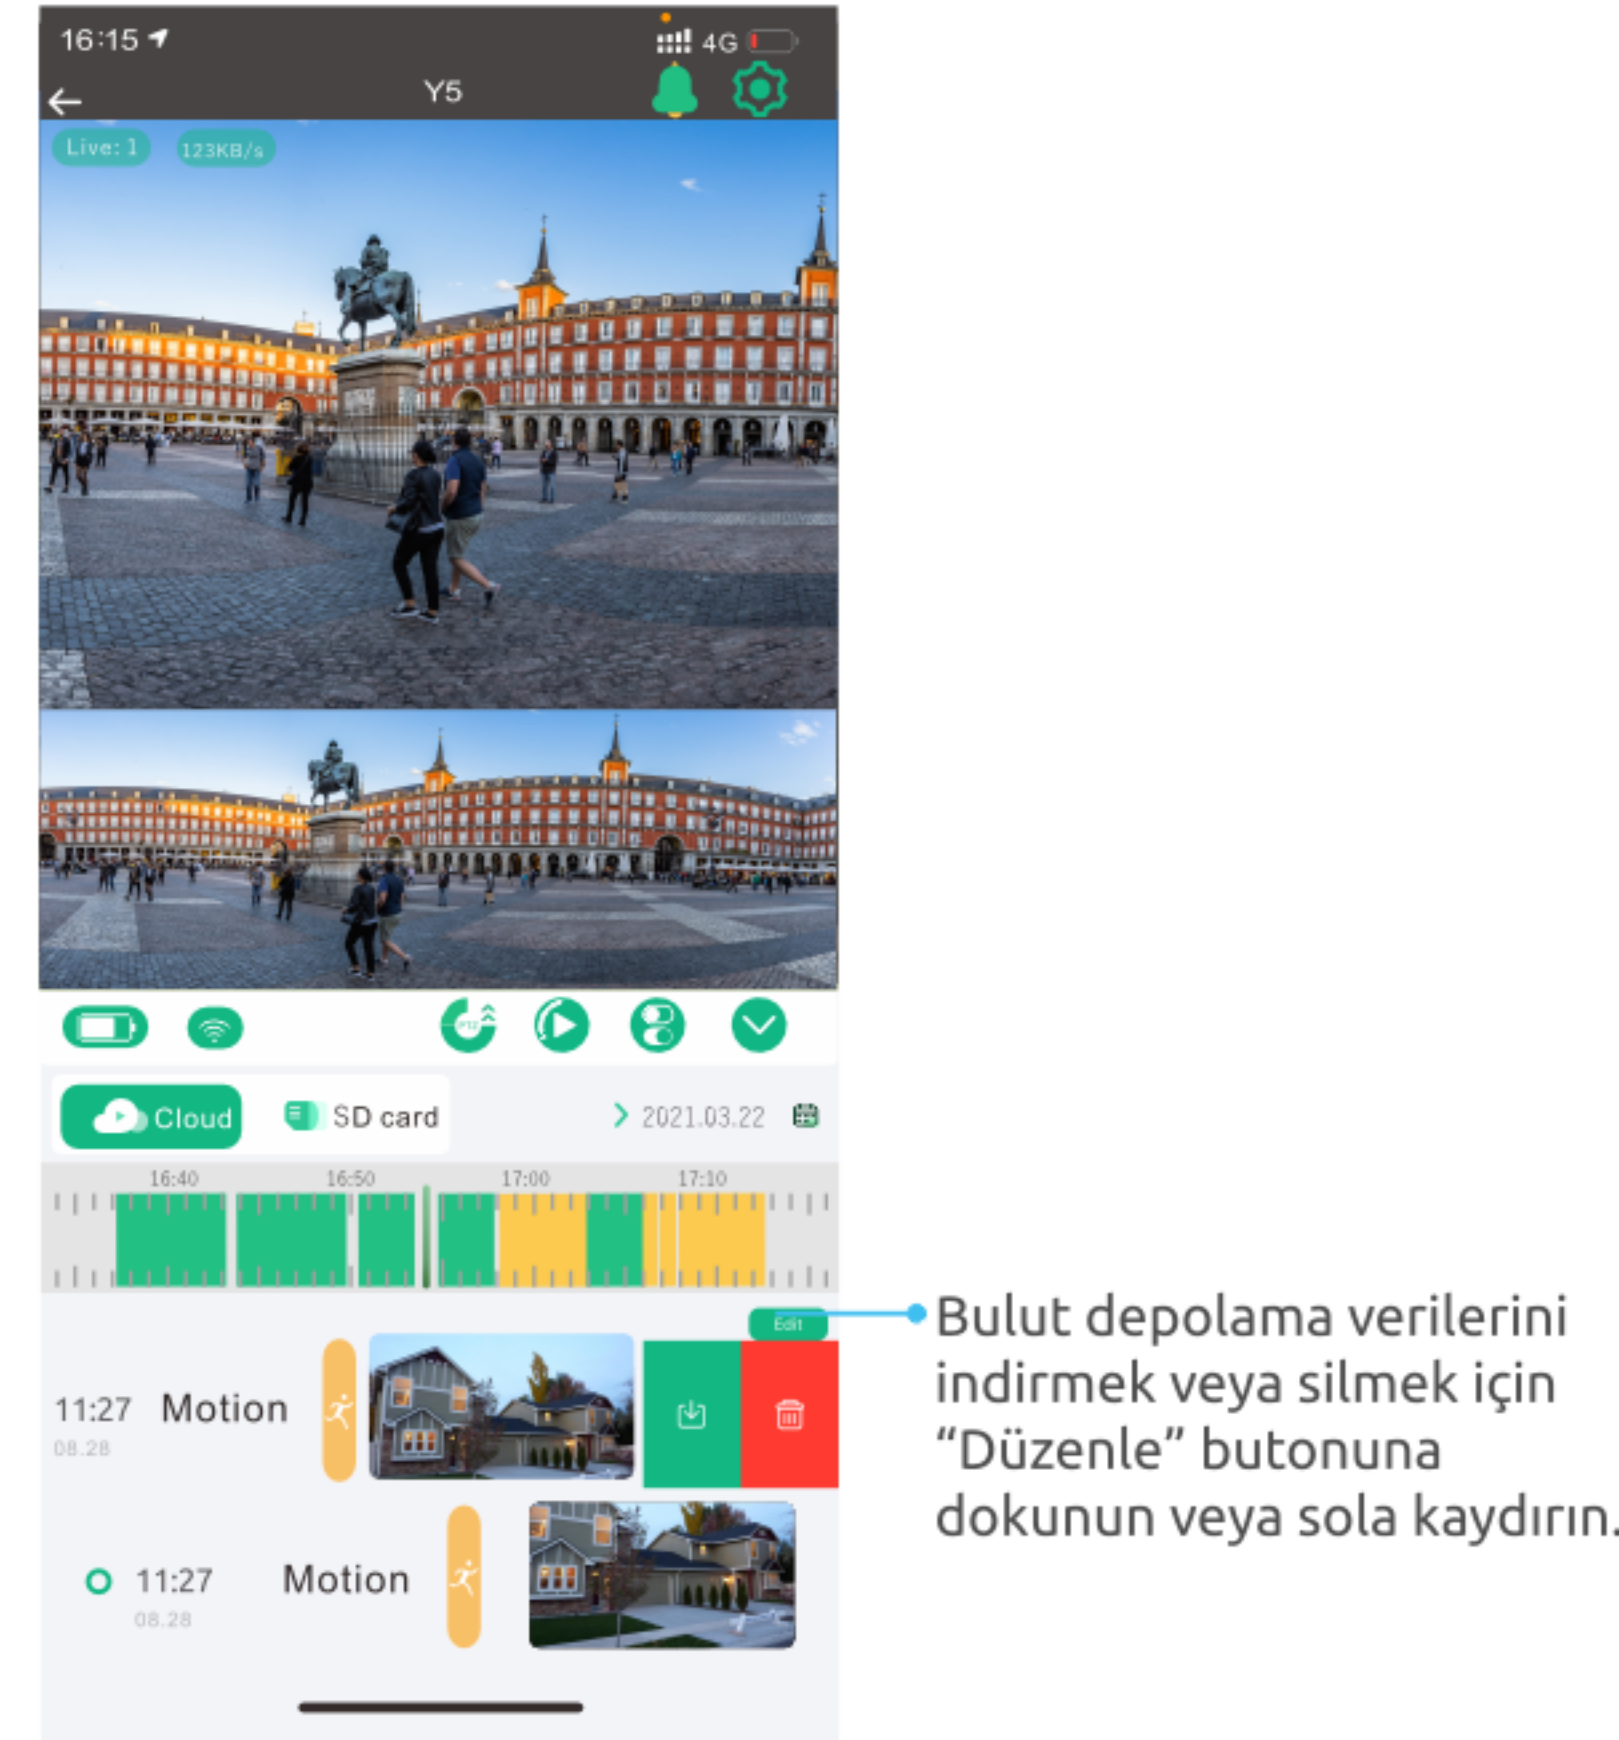 16:15
4G
Y5
Live: 1
123KB/s
PTZ
Cloud
SD card
2021.03.22
16:40
16:50
17:00
17:10
Edit
11:27
Motion
08.28
11:27
Motion
08.28
Bulut depolama verilerini
indirmek veya silmek için
“Düzenle” butonuna
dokunun veya sola kaydırın.